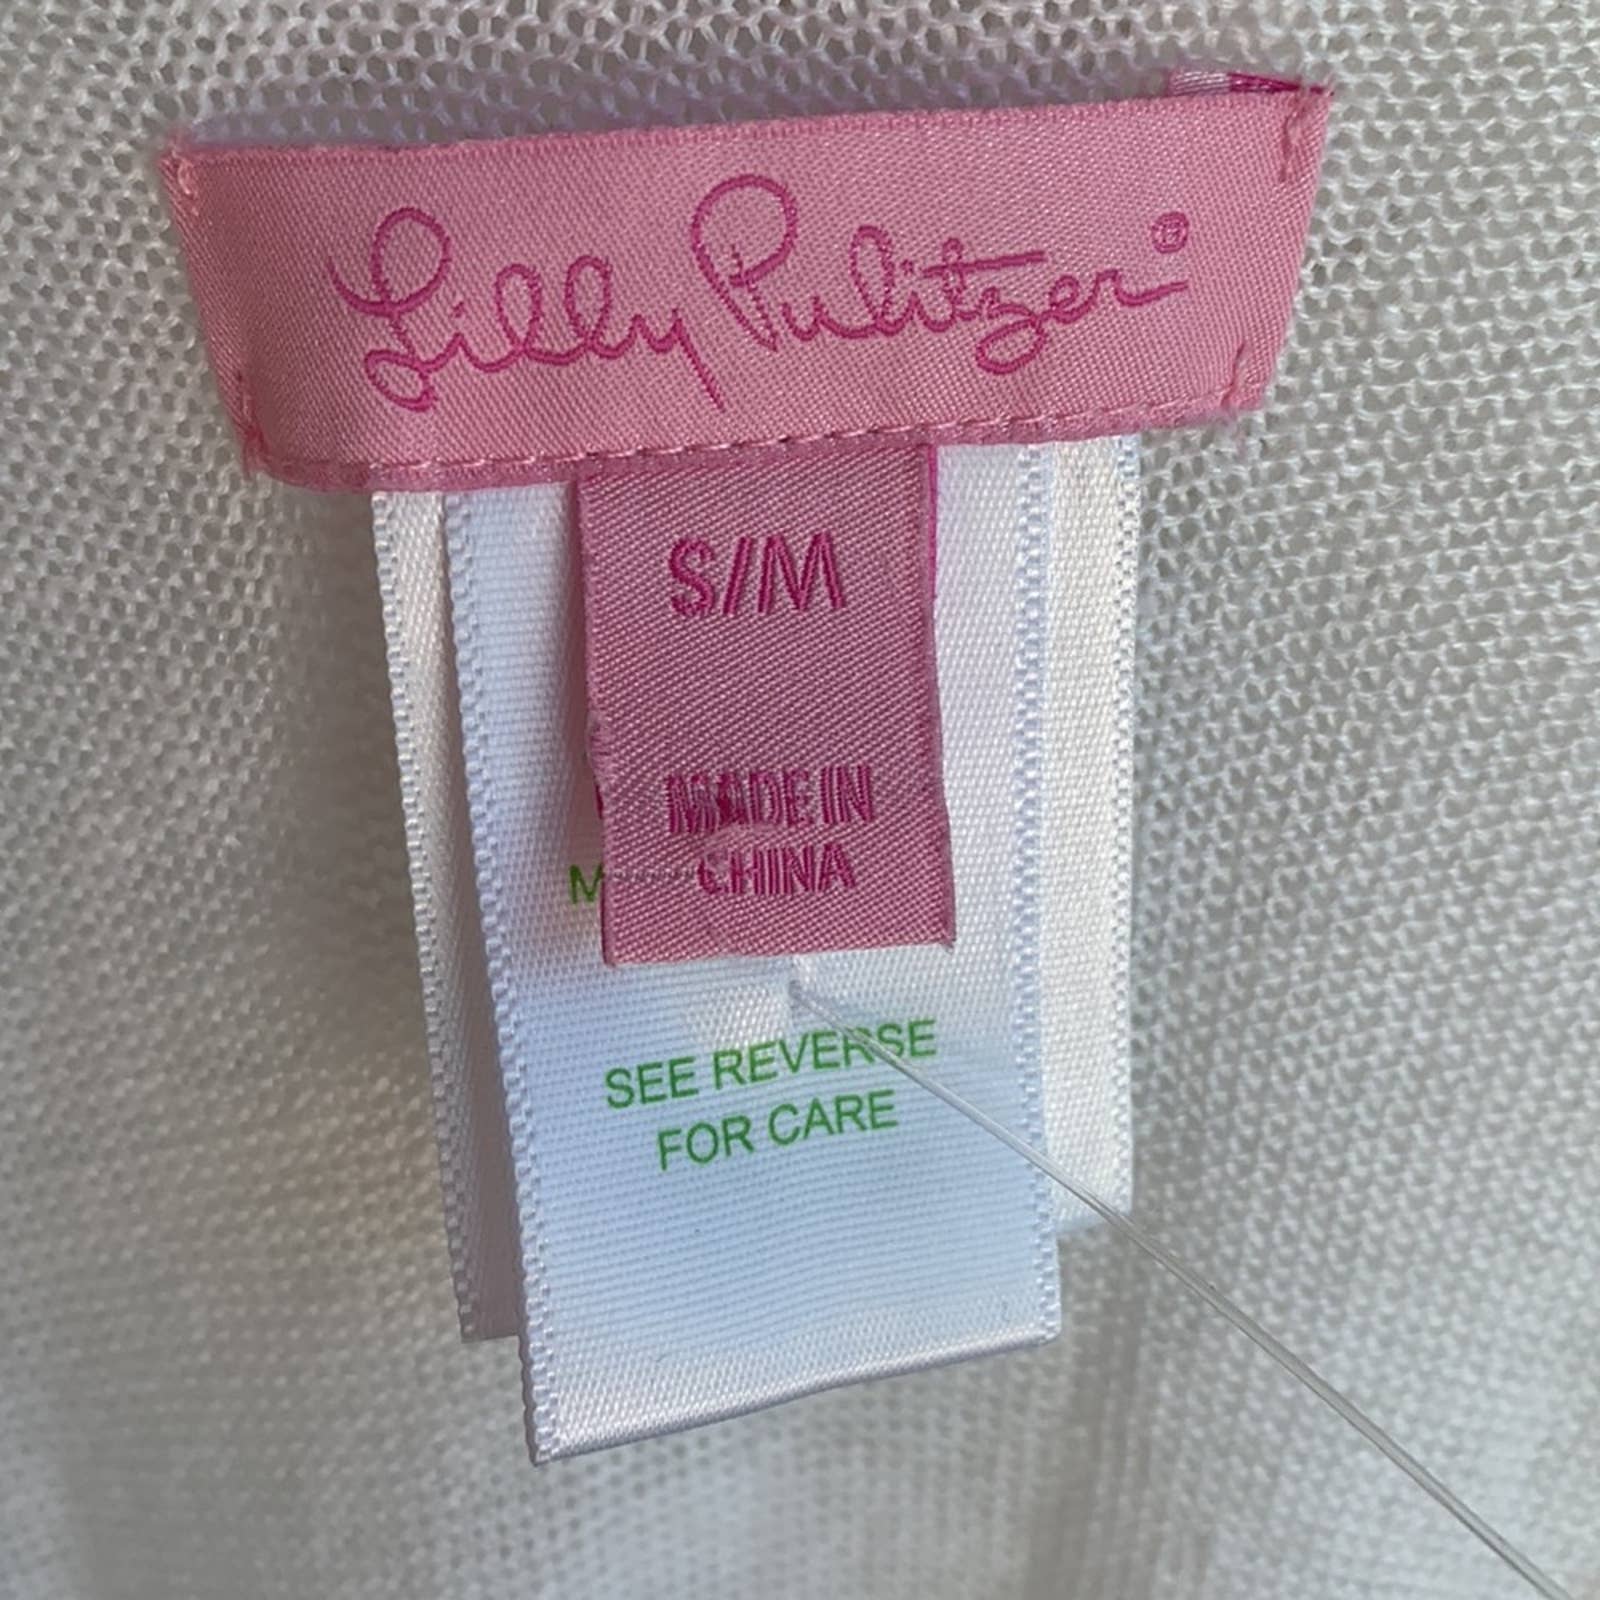 Lilly Pulitzer®
S/M
MADE IN
CHINA
M
SEE REVERSE
FOR CARE